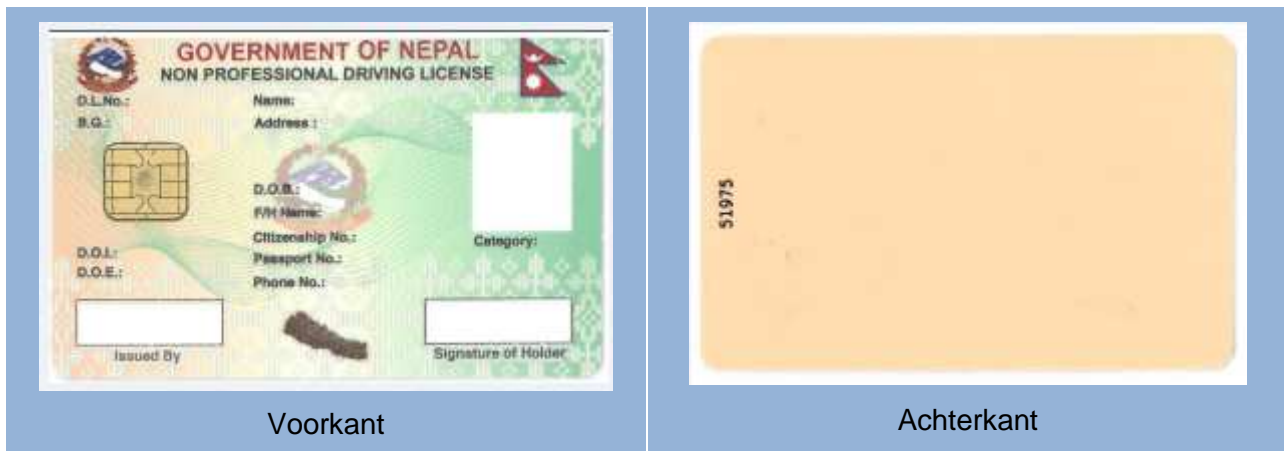 GOVERNMENT OF NEPAL
NON PROFESSIONAL DRIVING LICENSE
D.L.No.:
Name:
B.G.:
Address :
D.O.B.:
F/H Name:
Citizenship No.:
Category:
D.O.I.:
Passport No.:
D.O.E.:
Phone No.:
Issued By
Signature of Holder
51975
Voorkant
Achterkant